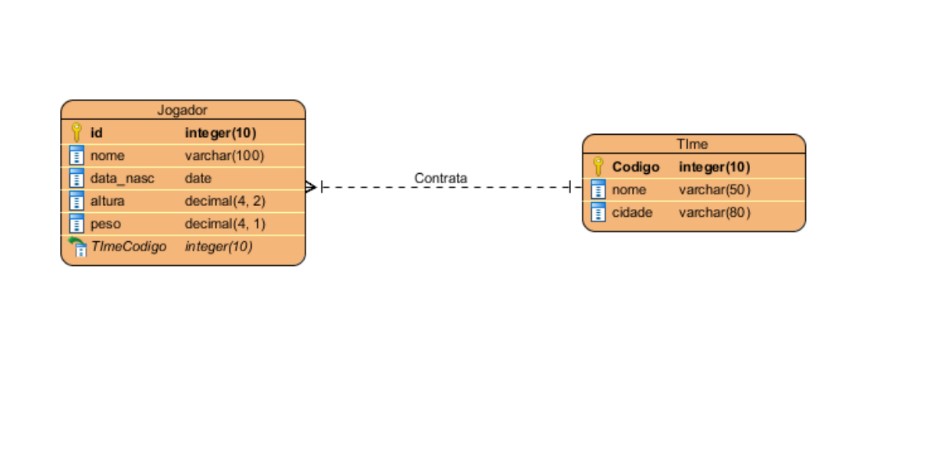 Jogador
id integer(10)
nome varchar(100)
data_nasc date
altura decimal(4, 2)
peso decimal(4, 1)
TImeCodigo integer(10)
Contrata
TIme
Codigo integer(10)
nome varchar(50)
cidade varchar(80)